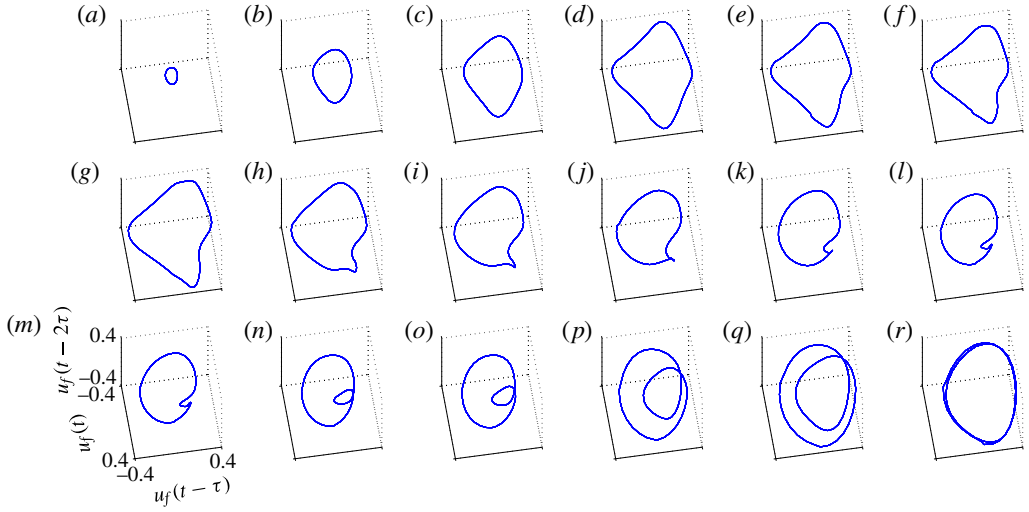 (a) (b) (c) (d) (e) (f)
(g) (h) (i) (j) (k) (l)
(m) (n) (o) (p) (q) (r)
0.4
u_f(t − 2τ)
−0.4
−0.4
u_f(t)
0.4
−0.4
0.4
u_f(t − τ)